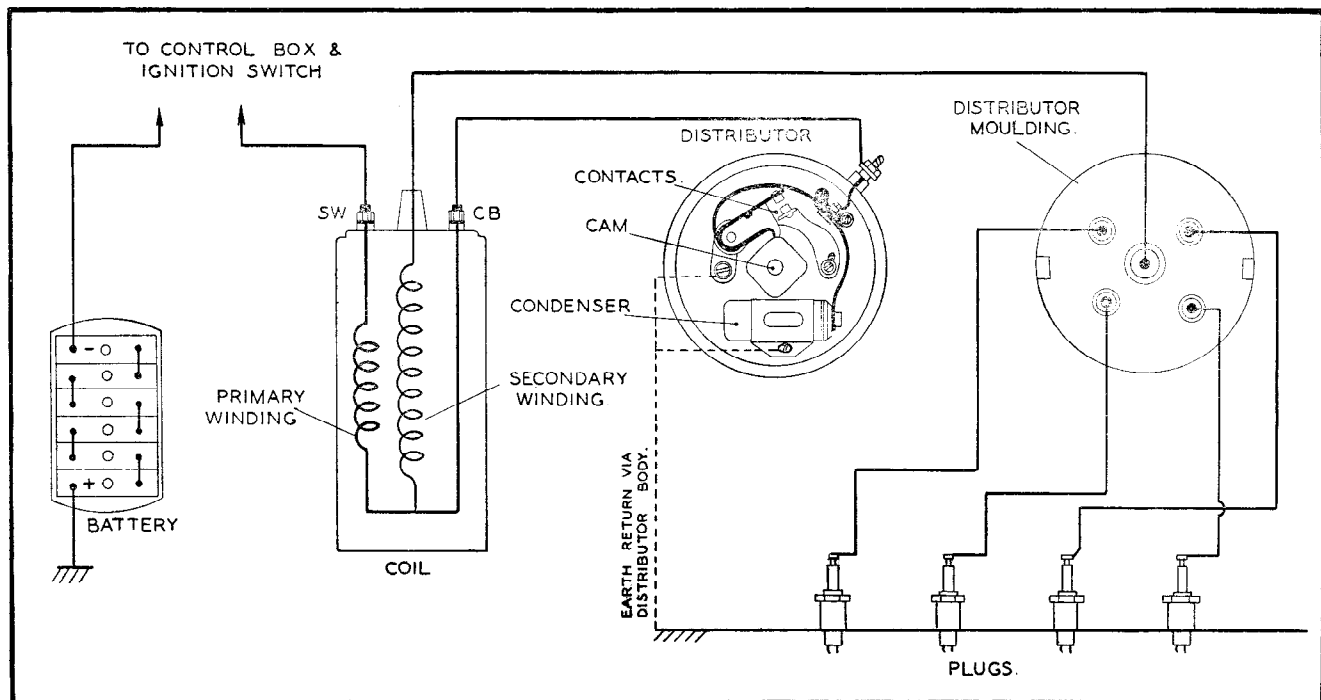 TO CONTROL BOX &
IGNITION SWITCH
DISTRIBUTOR
DISTRIBUTOR
MOULDING.
CONTACTS.
SW
CB
CAM
CONDENSER
-
PRIMARY
WINDING
SECONDARY
WINDING
+
BATTERY
COIL
EARTH RETURN VIA
DISTRIBUTOR BODY.
PLUGS.